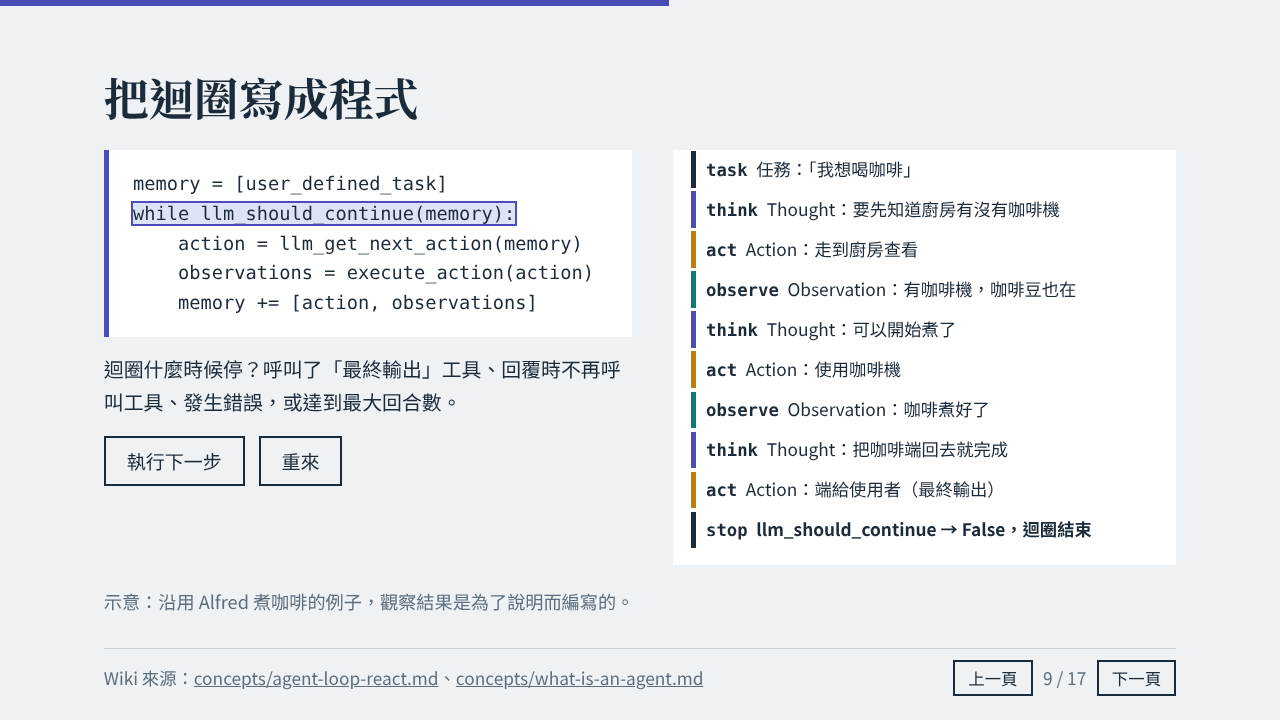 把迴圈寫成程式
memory = [user_defined_task]
while llm_should_continue(memory):
    action = llm_get_next_action(memory)
    observations = execute_action(action)
    memory += [action, observations]
迴圈什麼時候停？呼叫了「最終輸出」工具、回覆時不再呼
叫工具、發生錯誤，或達到最大回合數。
執行下一步 重來
task 任務：「我想喝咖啡」
think Thought：要先知道廚房有沒有咖啡機
act Action：走到廚房查看
observe Observation：有咖啡機，咖啡豆也在
think Thought：可以開始煮了
act Action：使用咖啡機
observe Observation：咖啡煮好了
think Thought：把咖啡端回去就完成
act Action：端給使用者（最終輸出）
stop llm_should_continue → False，迴圈結束
示意：沿用 Alfred 煮咖啡的例子，觀察結果是為了說明而編寫的。
Wiki 來源：concepts/agent-loop-react.md、concepts/what-is-an-agent.md
上一頁 9 / 17 下一頁